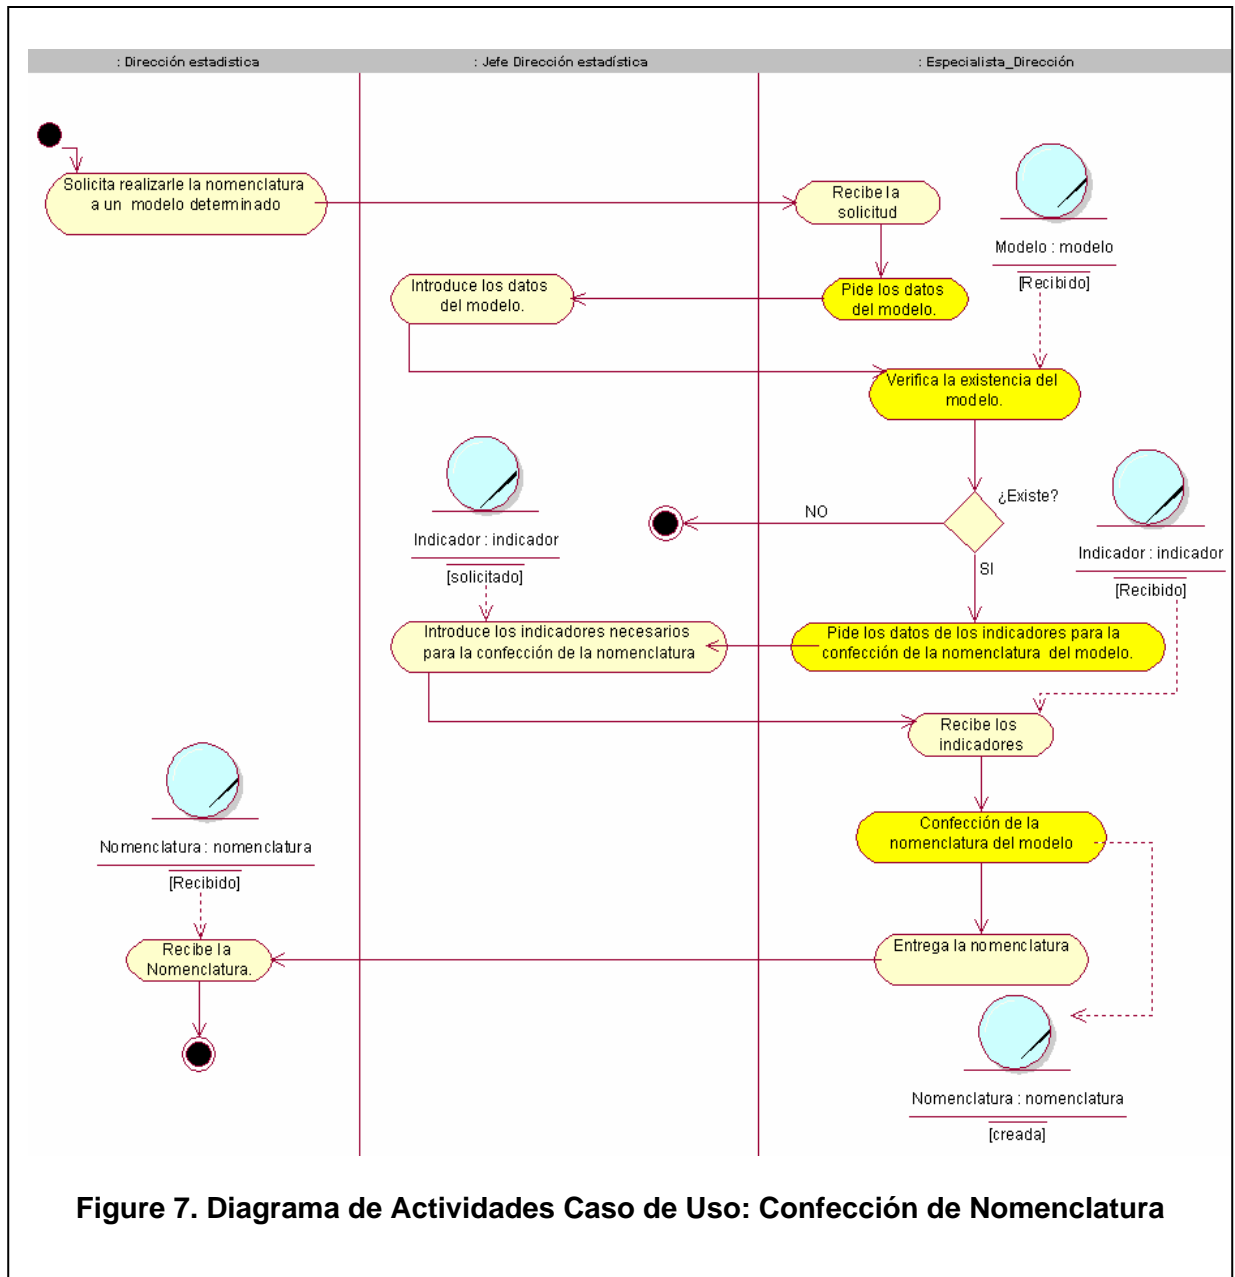 : Dirección estadistica
: Jefe Dirección estadística
: Especialista_Dirección
Solicita realizarle la nomenclatura
a un modelo determinado
Recibe la
solicitud
Modelo : modelo
[Recibido]
Introduce los datos
del modelo.
Pide los datos
del modelo.
Verifica la existencia del
modelo.
¿Existe?
NO
SI
Indicador : indicador
[solicitado]
Indicador : indicador
[Recibido]
Introduce los indicadores necesarios
para la confección de la nomenclatura
Pide los datos de los indicadores para la
confección de la nomenclatura del modelo.
Recibe los
indicadores
Nomenclatura : nomenclatura
[Recibido]
Confección de la
nomenclatura del modelo
Recibe la
Nomenclatura.
Entrega la nomenclatura
Nomenclatura : nomenclatura
[creada]
Figure 7. Diagrama de Actividades Caso de Uso: Confección de Nomenclatura